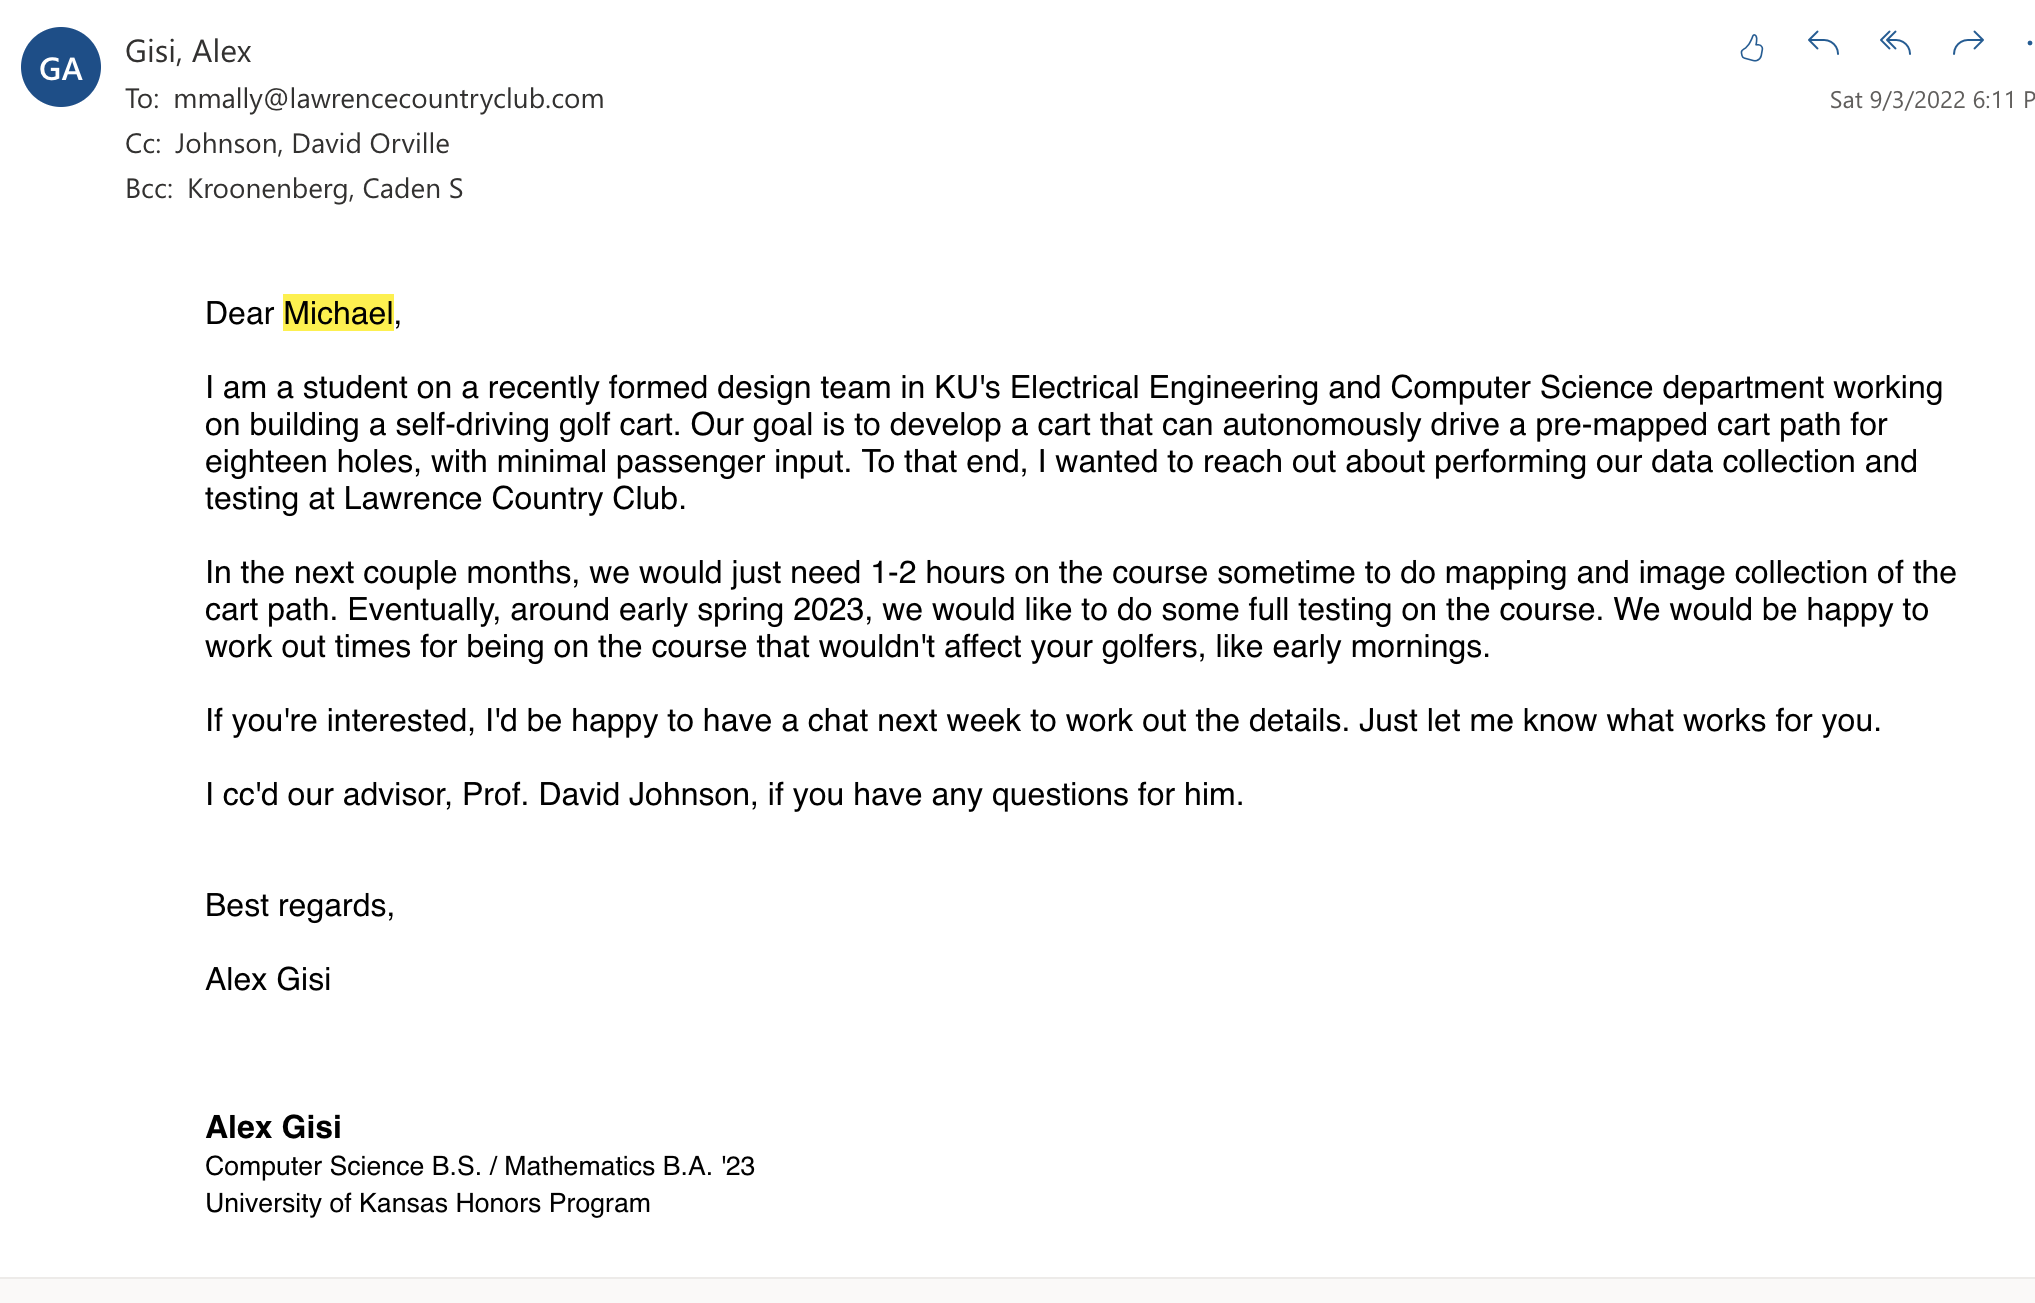 GA
Gisi, Alex
To: mmally@lawrencecountryclub.com
Sat 9/3/2022 6:11 P
Cc: Johnson, David Orville
Bcc: Kroonenberg, Caden S
Dear Michael,
I am a student on a recently formed design team in KU's Electrical Engineering and Computer Science department working
on building a self-driving golf cart. Our goal is to develop a cart that can autonomously drive a pre-mapped cart path for
eighteen holes, with minimal passenger input. To that end, I wanted to reach out about performing our data collection and
testing at Lawrence Country Club.
In the next couple months, we would just need 1-2 hours on the course sometime to do mapping and image collection of the
cart path. Eventually, around early spring 2023, we would like to do some full testing on the course. We would be happy to
work out times for being on the course that wouldn't affect your golfers, like early mornings.
If you're interested, I'd be happy to have a chat next week to work out the details. Just let me know what works for you.
I cc'd our advisor, Prof. David Johnson, if you have any questions for him.
Best regards,
Alex Gisi
Alex Gisi
Computer Science B.S. / Mathematics B.A. '23
University of Kansas Honors Program